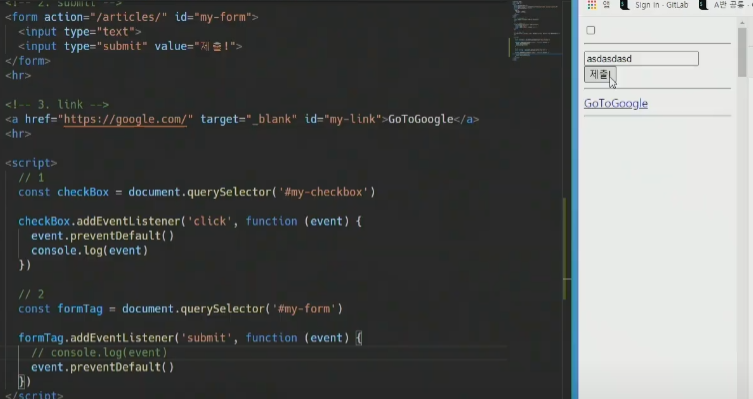 <!-- 2. submit -->
<form action="/articles/" id="my-form">
<input type="text">
<input type="submit" value="제출!">
</form>
<hr>
<!-- 3. link -->
<a href="https://google.com/" target="_blank" id="my-link">GoToGoogle</a>
<hr>
<script>
// 1
const checkBox = document.querySelector('#my-checkbox')
checkBox.addEventListener('click', function (event) {
event.preventDefault()
console.log(event)
})
// 2
const formTag = document.querySelector('#my-form')
formTag.addEventListener('submit', function (event) {
// console.log(event)
event.preventDefault()
})
</script>
앱 Sign in · GitLab A반 공통
asdasdasd
제출!
GoToGoogle